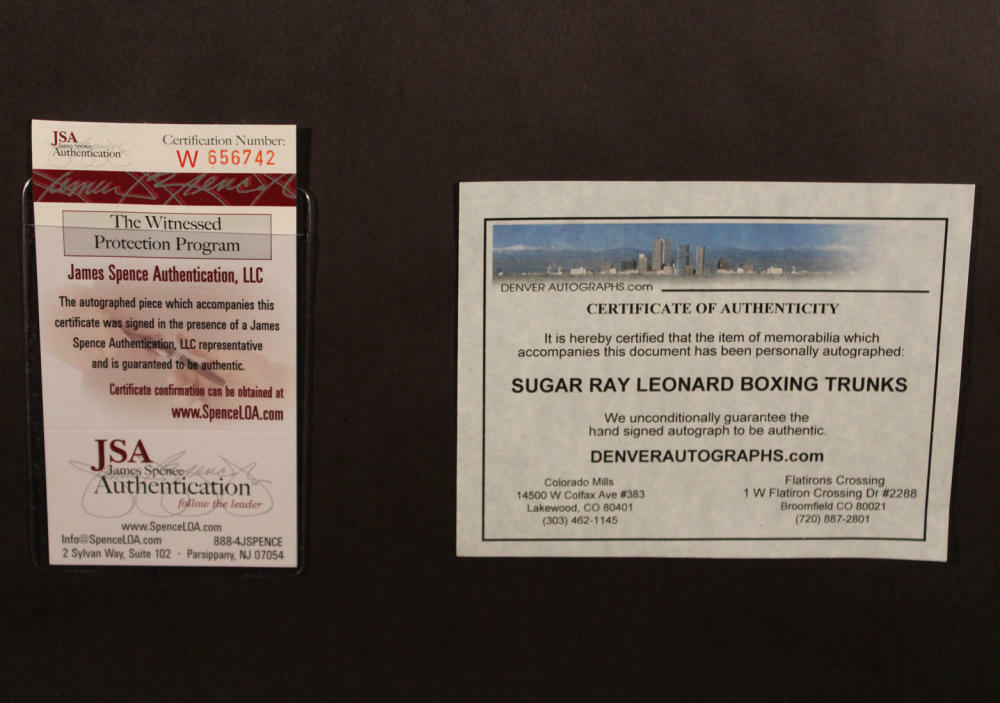 JSA
James Spence
Authentication
Certification Number:
W 656742
The Witnessed
Protection Program
James Spence Authentication, LLC
The autographed piece which accompanies this
certificate was signed in the presence of a James
Spence Authentication, LLC representative
and is guaranteed to be authentic.
Certificate confirmation can be obtained at
www.SpenceLOA.com
JSA
James Spence
Authentication
follow the leader
www.SpenceLOA.com
Info@SpenceLOA.com 888-4JSPENCE
2 Sylvan Way, Suite 102 · Parsippany, NJ 07054
DENVER AUTOGRAPHS.com
CERTIFICATE OF AUTHENTICITY
It is hereby certified that the item of memorabilia which
accompanies this document has been personally autographed:
SUGAR RAY LEONARD BOXING TRUNKS
We unconditionally guarantee the
hand signed autograph to be authentic.
DENVERAUTOGRAPHS.com
Colorado Mills
14500 W Colfax Ave #383
Lakewood, CO 80401
(303) 462-1145
Flatirons Crossing
1 W Flatiron Crossing Dr #2288
Broomfield CO 80021
(720) 887-2801